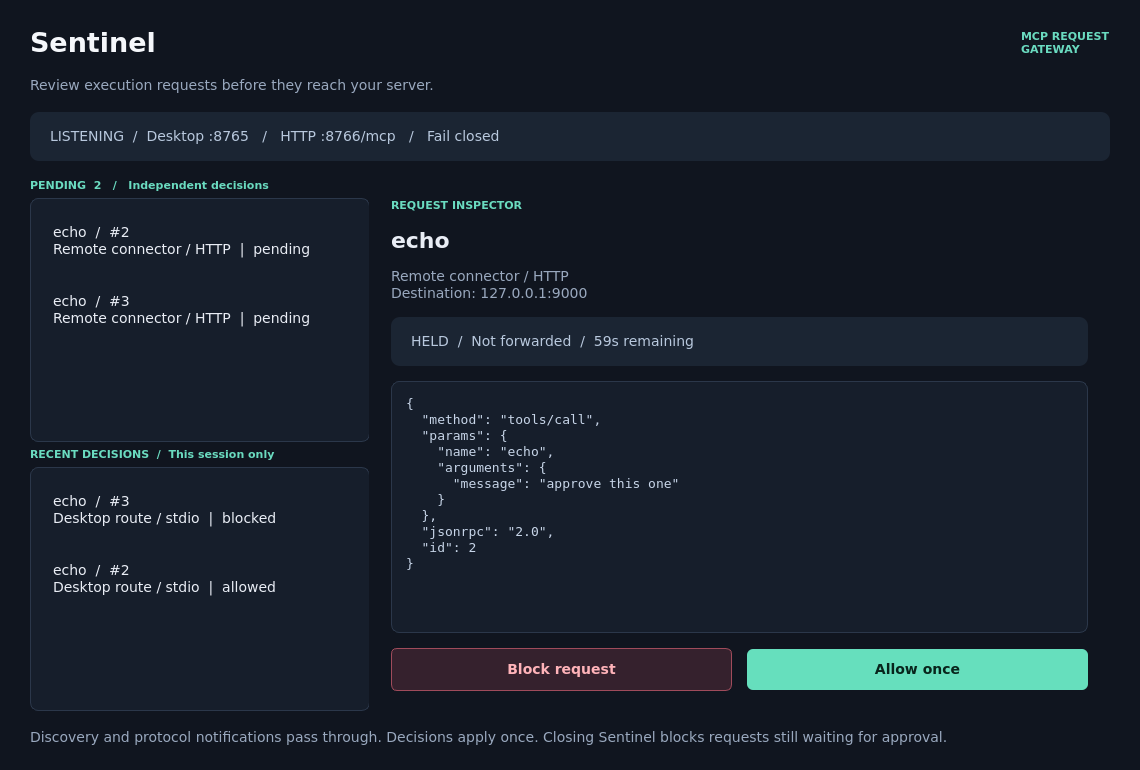 Sentinel
MCP REQUEST
GATEWAY
Review execution requests before they reach your server.
LISTENING / Desktop :8765 / HTTP :8766/mcp / Fail closed
PENDING 2 / Independent decisions
echo / #2
Remote connector / HTTP | pending
echo / #3
Remote connector / HTTP | pending
RECENT DECISIONS / This session only
echo / #3
Desktop route / stdio | blocked
echo / #2
Desktop route / stdio | allowed
REQUEST INSPECTOR
echo
Remote connector / HTTP
Destination: 127.0.0.1:9000
HELD / Not forwarded / 59s remaining
{
  "method": "tools/call",
  "params": {
    "name": "echo",
    "arguments": {
      "message": "approve this one"
    }
  },
  "jsonrpc": "2.0",
  "id": 2
}
Block request
Allow once
Discovery and protocol notifications pass through. Decisions apply once. Closing Sentinel blocks requests still waiting for approval.